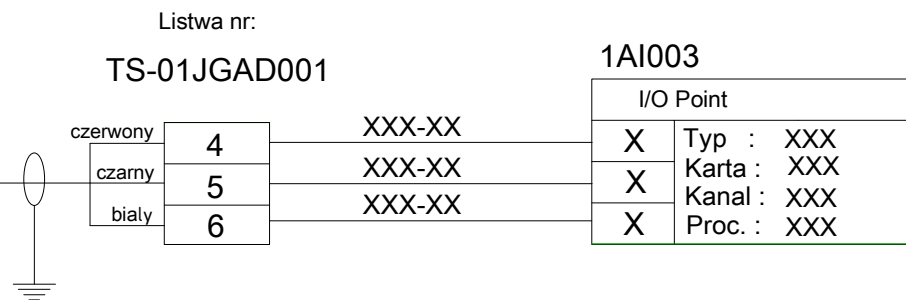 Listwa nr:
TS-01JGAD001
1AI003
I/O Point
czerwony 4 XXX-XX X Typ : XXX
czarny 5 XXX-XX X Karta : XXX
Kanal : XXX
bialy 6 XXX-XX X Proc. : XXX